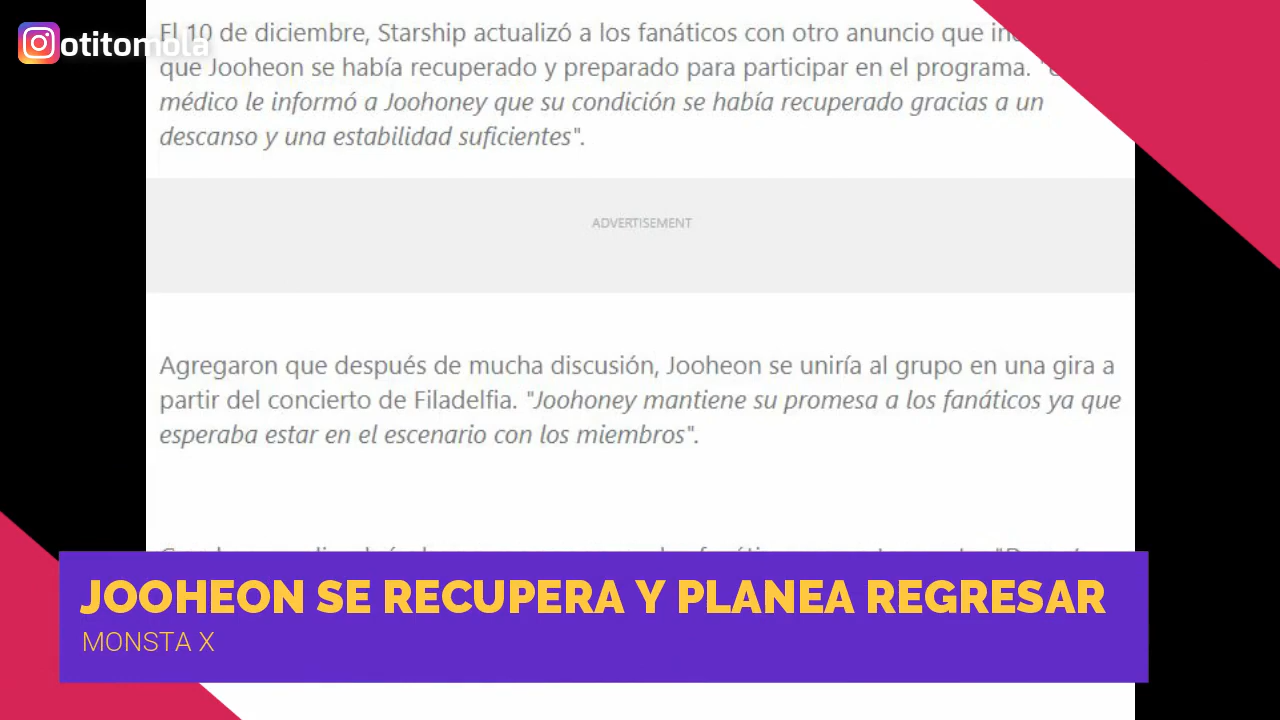 El 10 de diciembre, Starship actualizó a los fanáticos con otro anuncio que
otitomola
que Jooheon se había recuperado y preparado para participar en el programa.
médico le informó a Joohoney que su condición se había recuperado gracias a un
descanso y una estabilidad suficientes".
ADVERTISEMENT
Agregaron que después de mucha discusión, Jooheon se uniría al grupo en una gira a
partir del concierto de Filadelfia. "Joohoney mantiene su promesa a los fanáticos ya que
esperaba estar en el escenario con los miembros".
JOOHEON SE RECUPERA Y PLANEA REGRESAR
MONSTA X